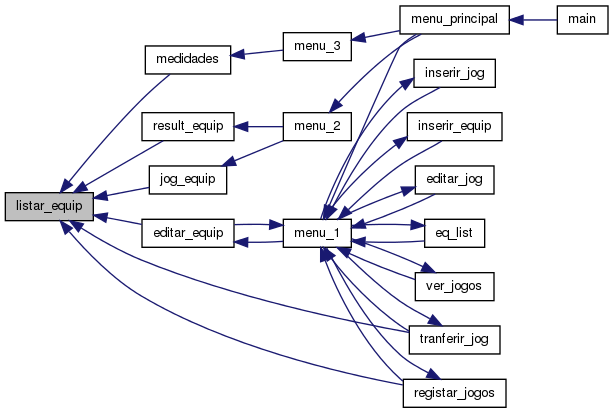 menu_principal
main
menu_3
medidades
inserir_jog
result_equip
menu_2
inserir_equip
jog_equip
editar_jog
listar_equip
editar_equip
menu_1
eq_list
ver_jogos
tranferir_jog
registar_jogos